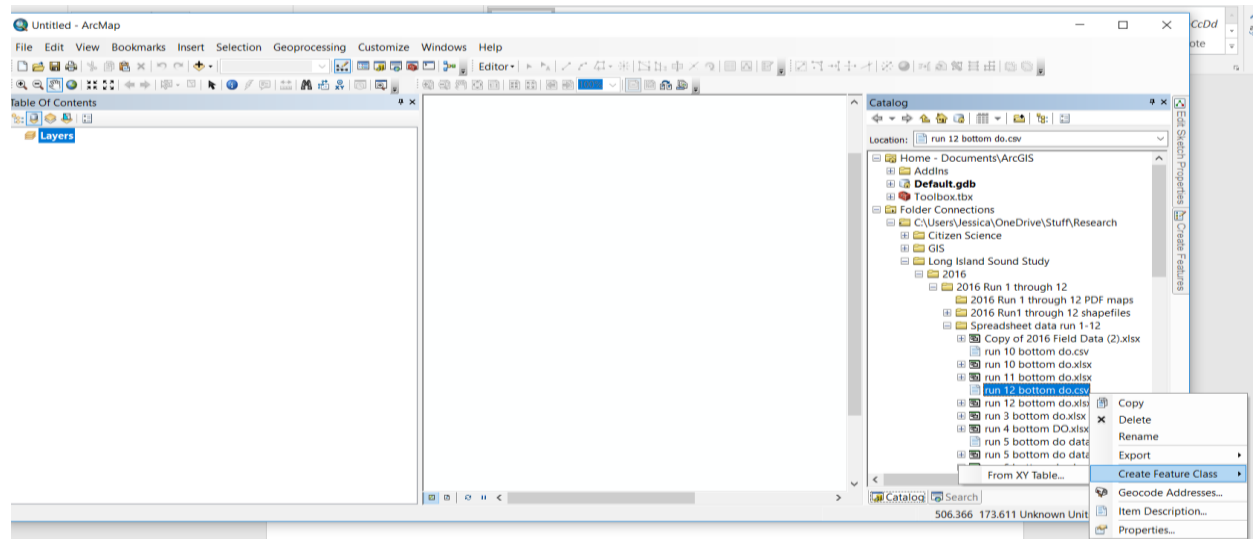 Untitled - ArcMap
CcDd
File Edit View Bookmarks Insert Selection Geoprocessing Customize Windows Help
ote
Editor
Table Of Contents
Catalog
Layers
Location: run 12 bottom do.csv
Home - Documents\ArcGIS
AddIns
Default.gdb
Toolbox.tbx
Folder Connections
C:\Users\Jessica\OneDrive\Stuff\Research
Citizen Science
GIS
Long Island Sound Study
2016
2016 Run 1 through 12
2016 Run 1 through 12 PDF maps
2016 Run1 through 12 shapefiles
Spreadsheet data run 1-12
Copy of 2016 Field Data (2).xlsx
run 10 bottom do.csv
run 10 bottom do.xlsx
run 11 bottom do.xlsx
run 12 bottom do.csv
run 12 bottom do.xlsx
run 3 bottom do.xlsx
run 4 bottom DO.xlsx
run 5 bottom do data
run 5 bottom do data
Copy
Delete
Rename
Export
Create Feature Class
From XY Table...
Geocode Addresses...
Item Description...
Properties...
Catalog Search
506.366 173.611 Unknown Unit
Edit Sketch Properties
Create Features